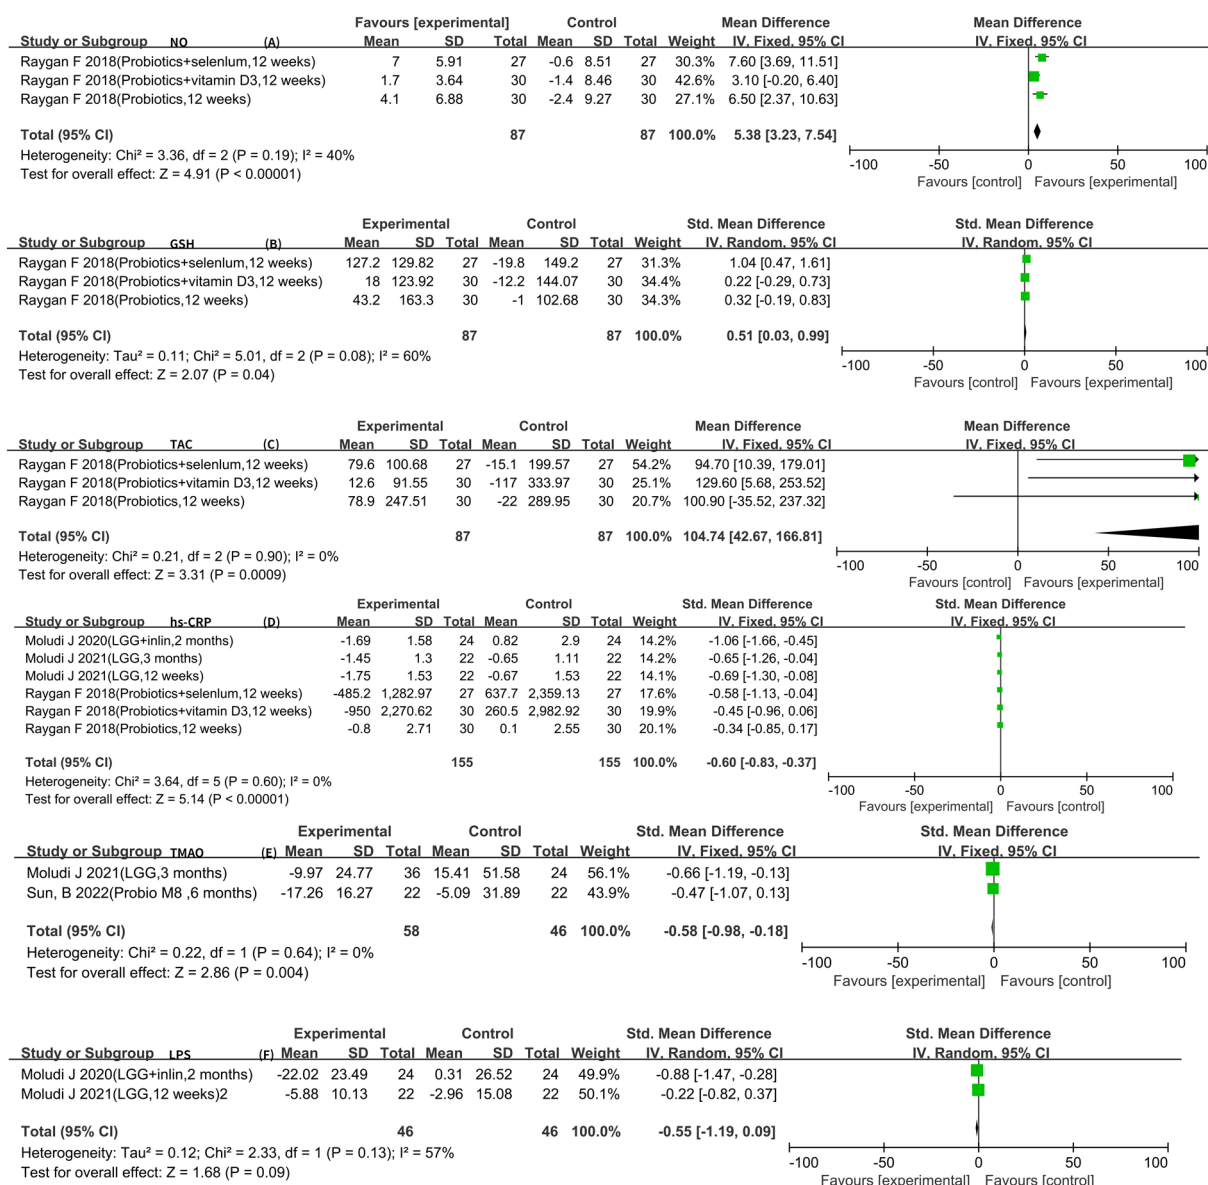 Favours [experimental] Control Mean Difference Mean Difference
Study or Subgroup NO (A) Mean SD Total Mean SD Total Weight IV, Fixed, 95% CI IV, Fixed, 95% CI
Raygan F 2018(Probiotics+selenlum,12 weeks) 7 5.91 27 -0.6 8.51 27 30.3% 7.60 [3.69, 11.51]
Raygan F 2018(Probiotics+vitamin D3,12 weeks) 1.7 3.64 30 -1.4 8.46 30 42.6% 3.10 [-0.20, 6.40]
Raygan F 2018(Probiotics,12 weeks) 4.1 6.88 30 -2.4 9.27 30 27.1% 6.50 [2.37, 10.63]
Total (95% CI) 87 87 100.0% 5.38 [3.23, 7.54]
Heterogeneity: Chi² = 3.36, df = 2 (P = 0.19); I² = 40%
Test for overall effect: Z = 4.91 (P < 0.00001)
-100 -50 0 50 100
Favours [control] Favours [experimental]
Experimental Control Std. Mean Difference Std. Mean Difference
Study or Subgroup GSH (B) Mean SD Total Mean SD Total Weight IV, Random, 95% CI IV, Random, 95% CI
Raygan F 2018(Probiotics+selenlum,12 weeks) 127.2 129.82 27 -19.8 149.2 27 31.3% 1.04 [0.47, 1.61]
Raygan F 2018(Probiotics+vitamin D3,12 weeks) 18 123.92 30 -12.2 144.07 30 34.4% 0.22 [-0.29, 0.73]
Raygan F 2018(Probiotics,12 weeks) 43.2 163.3 30 -1 102.68 30 34.3% 0.32 [-0.19, 0.83]
Total (95% CI) 87 87 100.0% 0.51 [0.03, 0.99]
Heterogeneity: Tau² = 0.11; Chi² = 5.01, df = 2 (P = 0.08); I² = 60%
Test for overall effect: Z = 2.07 (P = 0.04)
-100 -50 0 50 100
Favours [control] Favours [experimental]
Experimental Control Mean Difference Mean Difference
Study or Subgroup TAC (C) Mean SD Total Mean SD Total Weight IV, Fixed, 95% CI IV, Fixed, 95% CI
Raygan F 2018(Probiotics+selenlum,12 weeks) 79.6 100.68 27 -15.1 199.57 27 54.2% 94.70 [10.39, 179.01]
Raygan F 2018(Probiotics+vitamin D3,12 weeks) 12.6 91.55 30 -117 333.97 30 25.1% 129.60 [5.68, 253.52]
Raygan F 2018(Probiotics,12 weeks) 78.9 247.51 30 -22 289.95 30 20.7% 100.90 [-35.52, 237.32]
Total (95% CI) 87 87 100.0% 104.74 [42.67, 166.81]
Heterogeneity: Chi² = 0.21, df = 2 (P = 0.90); I² = 0%
Test for overall effect: Z = 3.31 (P = 0.0009)
-100 -50 0 50 100
Favours [control] Favours [experimental]
Experimental Control Std. Mean Difference Std. Mean Difference
Study or Subgroup hs-CRP (D) Mean SD Total Mean SD Total Weight IV, Fixed, 95% CI IV, Fixed, 95% CI
Moludi J 2020(LGG+inlin,2 months) -1.69 1.58 24 0.82 2.9 24 14.2% -1.06 [-1.66, -0.45]
Moludi J 2021(LGG,3 months) -1.45 1.3 22 -0.65 1.11 22 14.2% -0.65 [-1.26, -0.04]
Moludi J 2021(LGG,12 weeks) -1.75 1.53 22 -0.67 1.53 22 14.1% -0.69 [-1.30, -0.08]
Raygan F 2018(Probiotics+selenlum,12 weeks) -485.2 1,282.97 27 637.7 2,359.13 27 17.6% -0.58 [-1.13, -0.04]
Raygan F 2018(Probiotics+vitamin D3,12 weeks) -950 2,270.62 30 260.5 2,982.92 30 19.9% -0.45 [-0.96, 0.06]
Raygan F 2018(Probiotics,12 weeks) -0.8 2.71 30 0.1 2.55 30 20.1% -0.34 [-0.85, 0.17]
Total (95% CI) 155 155 100.0% -0.60 [-0.83, -0.37]
Heterogeneity: Chi² = 3.64, df = 5 (P = 0.60); I² = 0%
Test for overall effect: Z = 5.14 (P < 0.00001)
-100 -50 0 50 100
Favours [experimental] Favours [control]
Experimental Control Std. Mean Difference Std. Mean Difference
Study or Subgroup TMAO (E) Mean SD Total Mean SD Total Weight IV, Fixed, 95% CI IV, Fixed, 95% CI
Moludi J 2021(LGG,3 months) -9.97 24.77 36 15.41 51.58 24 56.1% -0.66 [-1.19, -0.13]
Sun, B 2022(Probio M8 ,6 months) -17.26 16.27 22 -5.09 31.89 22 43.9% -0.47 [-1.07, 0.13]
Total (95% CI) 58 46 100.0% -0.58 [-0.98, -0.18]
Heterogeneity: Chi² = 0.22, df = 1 (P = 0.64); I² = 0%
Test for overall effect: Z = 2.86 (P = 0.004)
-100 -50 0 50 100
Favours [experimental] Favours [control]
Experimental Control Std. Mean Difference Std. Mean Difference
Study or Subgroup LPS (F) Mean SD Total Mean SD Total Weight IV, Random, 95% CI IV, Random, 95% CI
Moludi J 2020(LGG+inlin,2 months) -22.02 23.49 24 0.31 26.52 24 49.9% -0.88 [-1.47, -0.28]
Moludi J 2021(LGG,12 weeks)2 -5.88 10.13 22 -2.96 15.08 22 50.1% -0.22 [-0.82, 0.37]
Total (95% CI) 46 46 100.0% -0.55 [-1.19, 0.09]
Heterogeneity: Tau² = 0.12; Chi² = 2.33, df = 1 (P = 0.13); I² = 57%
Test for overall effect: Z = 1.68 (P = 0.09)
-100 -50 0 50 100
Favours [experimental] Favours [control]